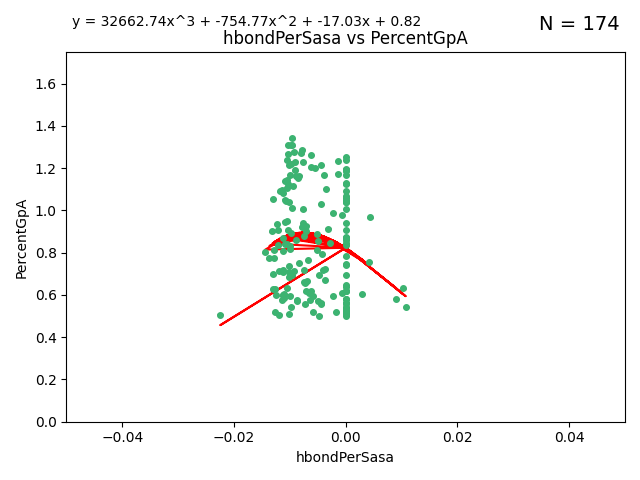 y = 32662.74x^3 + -754.77x^2 + -17.03x + 0.82
N = 174
hbondPerSasa vs PercentGpA
1.6
1.4
1.2
1.0
0.8
0.6
0.4
0.2
0.0
PercentGpA
−0.04
−0.02
0.00
0.02
0.04
hbondPerSasa